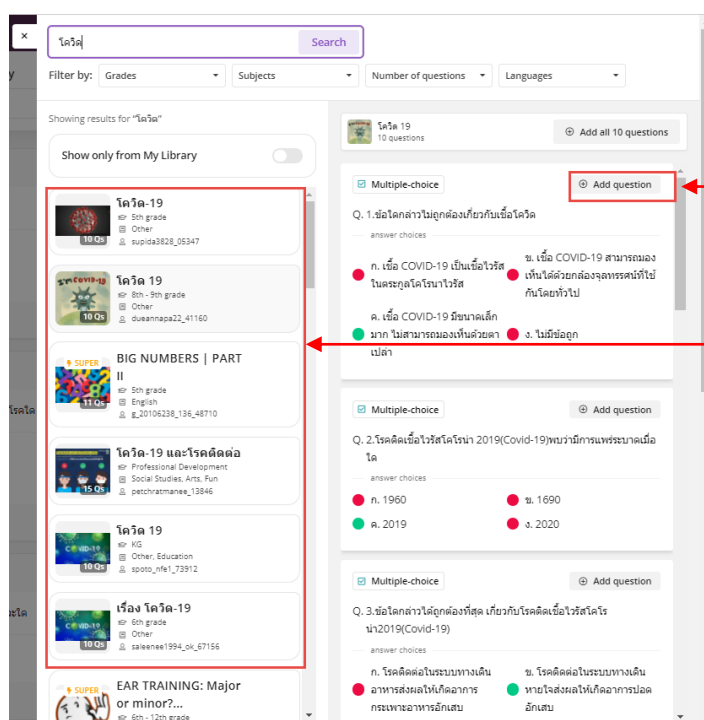 ×
โควิด
Search
Filter by:
Grades
Subjects
Number of questions
Languages
Showing results for "โควิด"
Show only from My Library
โควิด-19
5th grade
Other
supida3828_05347
10 Qs
โควิด 19
8th - 9th grade
Other
dueannapa22_41160
10 Qs
SUPER
BIG NUMBERS | PART
II
5th grade
English
g_20106238_136_48710
11 Qs
โควิด-19 และโรคติดต่อ
Professional Development
Social Studies, Arts, Fun
petchratmanee_13846
15 Qs
โควิด 19
KG
Other, Education
spoto_nfe1_73912
COVID-19
10 Qs
เรื่อง โควิด-19
6th grade
Other
saleenee1994_ok_67156
COVID-19
10 Qs
SUPER
EAR TRAINING: Major
or minor?...
6th - 12th grade
โควิด 19
10 questions
Add all 10 questions
Multiple-choice
Add question
Q. 1.ข้อใดกล่าวไม่ถูกต้องเกี่ยวกับเชื้อโควิด
answer choices
ก. เชื้อ COVID-19 เป็นเชื้อไวรัส
ในตระกูลโคโรนาไวรัส
ข. เชื้อ COVID-19 สามารถมอง
เห็นได้ด้วยกล้องจุลทรรศน์ที่ใช้
กันโดยทั่วไป
ค. เชื้อ COVID-19 มีขนาดเล็ก
มาก ไม่สามารถมองเห็นด้วยตา
เปล่า
ง. ไม่มีข้อถูก
Multiple-choice
Add question
Q. 2.โรคติดเชื้อไวรัสโคโรน่า 2019(Covid-19)พบว่ามีการแพร่ระบาดเมื่อ
ใด
answer choices
ก. 1960
ข. 1690
ค. 2019
ง. 2020
Multiple-choice
Add question
Q. 3.ข้อใดกล่าวได้ถูกต้องที่สุด เกี่ยวกับโรคติดเชื้อไวรัสโคโร
น่า2019(Covid-19)
answer choices
ก. โรคติดต่อในระบบทางเดิน
อาหารส่งผลให้เกิดอาการ
กระเพาะอาหารอักเสบ
ข. โรคติดต่อในระบบทางเดิน
หายใจส่งผลให้เกิดอาการปอด
อักเสบ